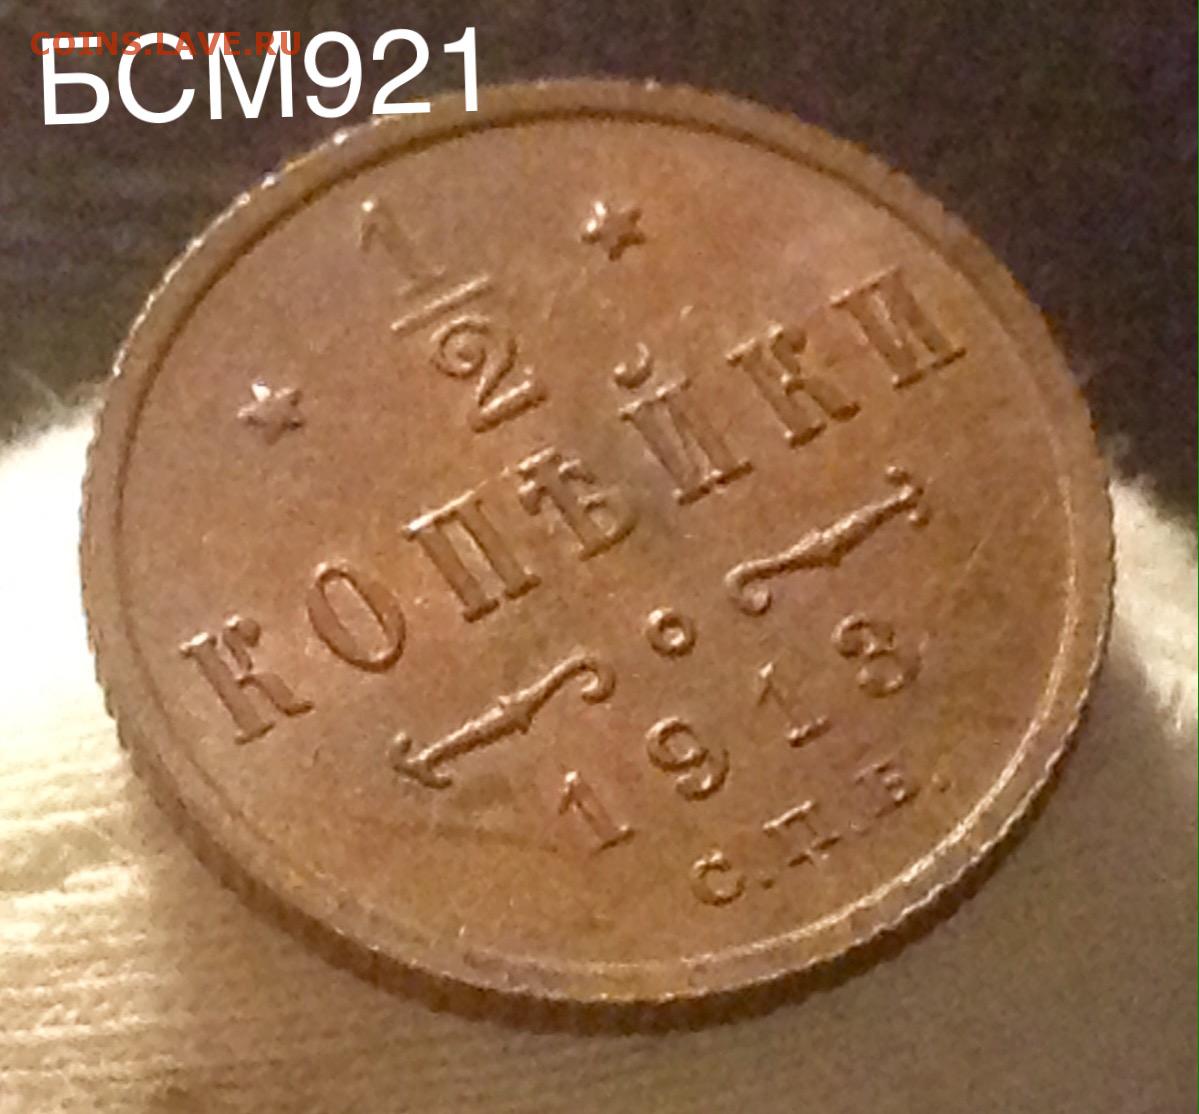 COINS.LAVE.RU
БСМ921
1/2
КОПѢЙКИ
1913
С.П.Б.